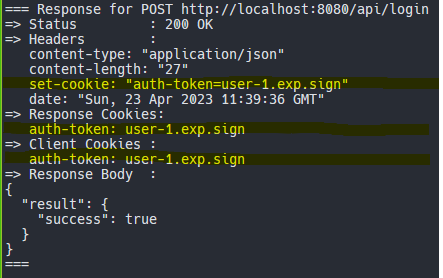 === Response for POST http://localhost:8080/api/login
=> Status         : 200 OK
=> Headers        :
   content-type: "application/json"
   content-length: "27"
   set-cookie: "auth-token=user-1.exp.sign"
   date: "Sun, 23 Apr 2023 11:39:36 GMT"
=> Response Cookies:
   auth-token: user-1.exp.sign
=> Client Cookies :
   auth-token: user-1.exp.sign
=> Response Body  :
{
  "result": {
    "success": true
  }
}
===